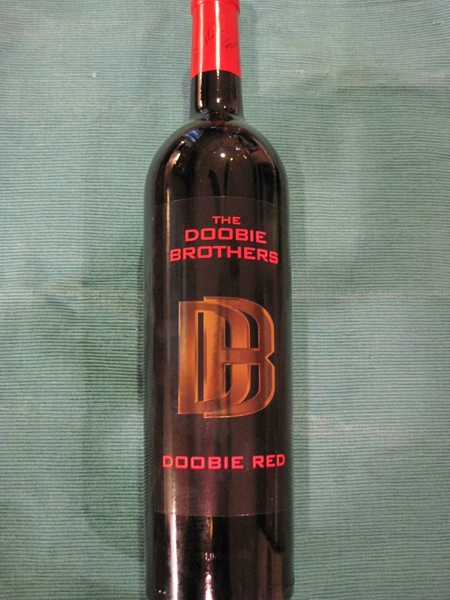 THE
DOOBIE
BROTHERS
DB
DOOBIE RED